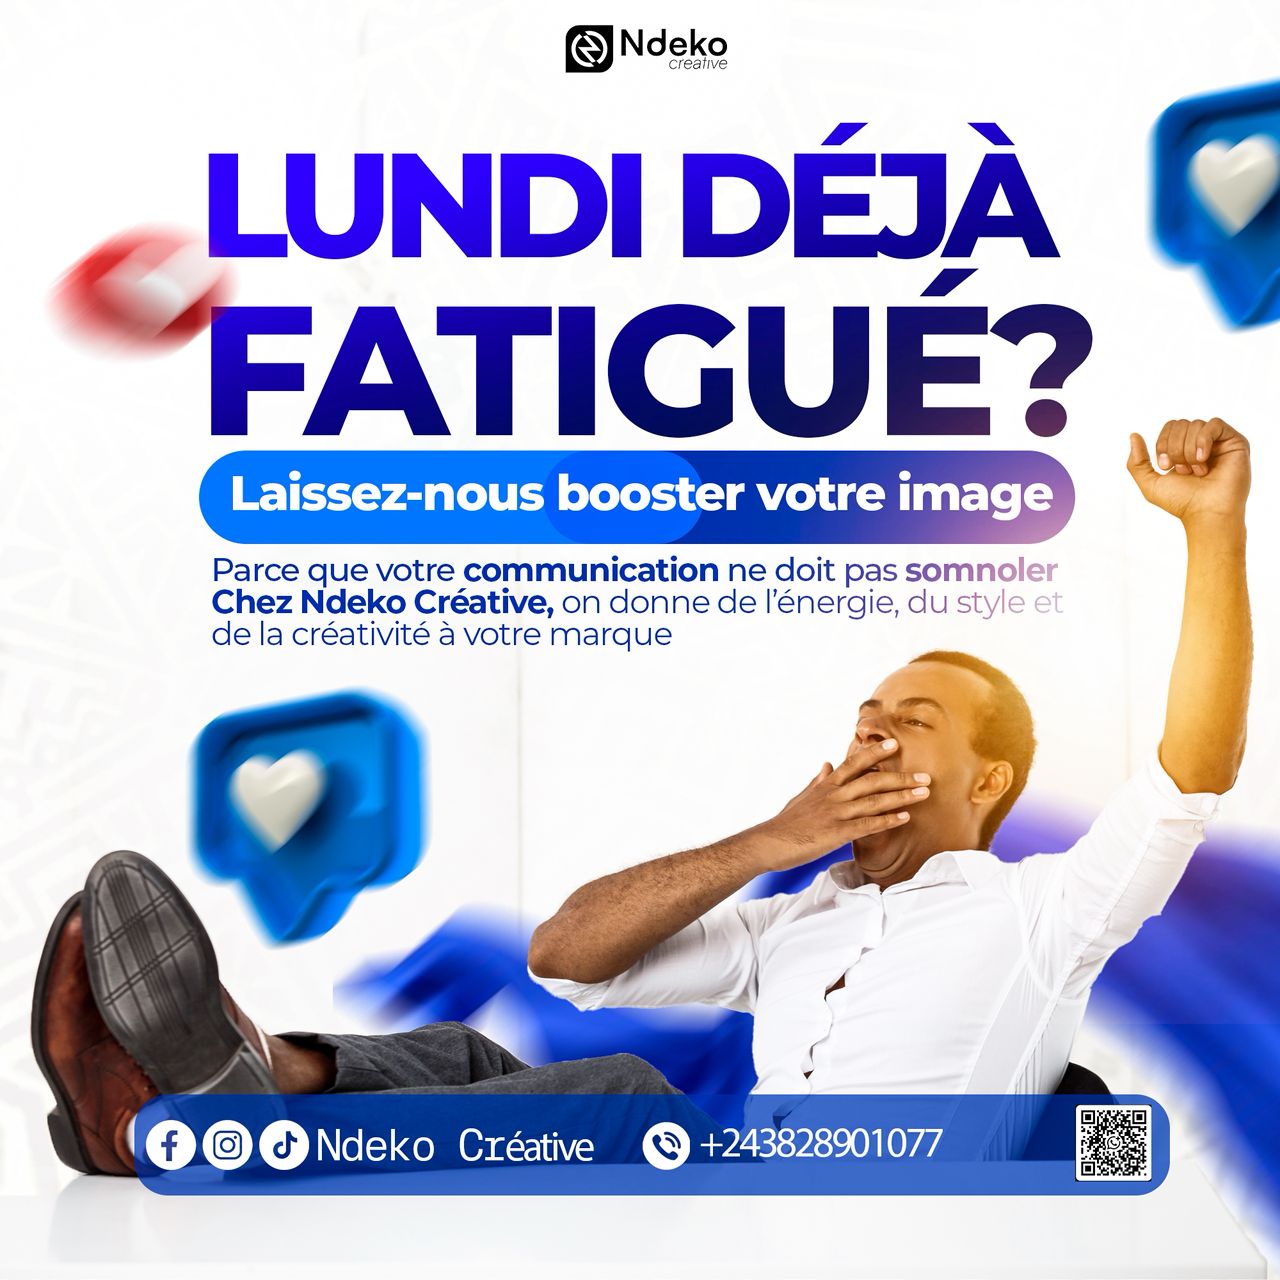 Ndeko
creative
LUNDI DÉJÀ
FATIGUÉ?
Laissez-nous booster votre image
Parce que votre communication ne doit pas somnoler
Chez Ndeko Créative, on donne de l'énergie, du style et
de la créativité à votre marque
Ndeko Créative +243828901077